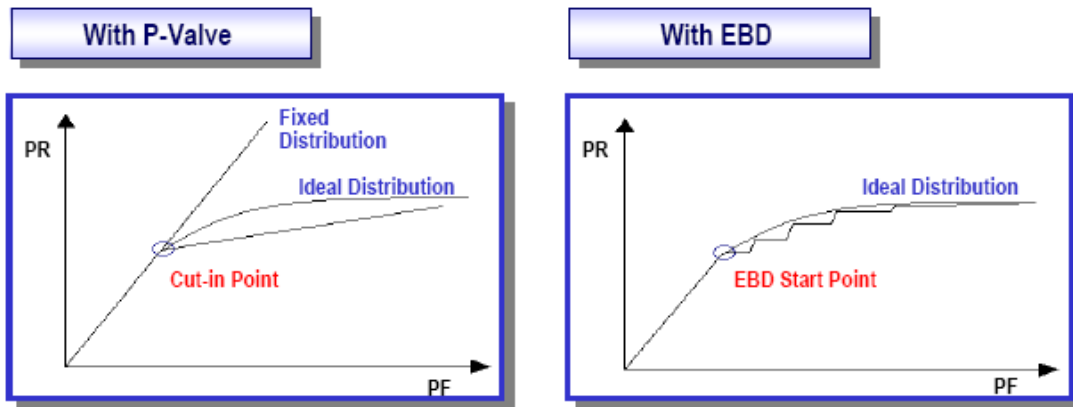 With P-Valve
With EBD
PR
Fixed
Distribution
Ideal Distribution
Cut-in Point
PF
PR
Ideal Distribution
EBD Start Point
PF